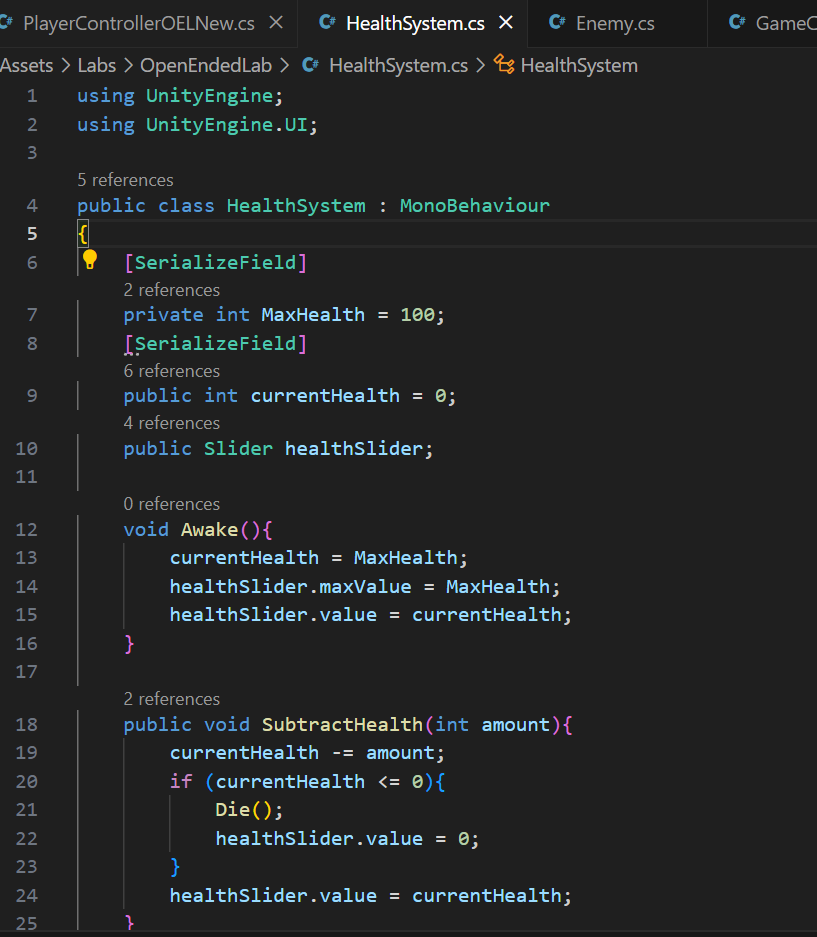 PlayerControllerOELNew.cs × HealthSystem.cs × Enemy.cs GameC
Assets > Labs > OpenEndedLab > HealthSystem.cs > HealthSystem
1 using UnityEngine;
2 using UnityEngine.UI;
3
5 references
4 public class HealthSystem : MonoBehaviour
5 {
6 [SerializeField]
2 references
7 private int MaxHealth = 100;
8 [SerializeField]
6 references
9 public int currentHealth = 0;
4 references
10 public Slider healthSlider;
11
0 references
12 void Awake(){
13 currentHealth = MaxHealth;
14 healthSlider.maxValue = MaxHealth;
15 healthSlider.value = currentHealth;
16 }
17
2 references
18 public void SubtractHealth(int amount){
19 currentHealth -= amount;
20 if (currentHealth <= 0){
21 Die();
22 healthSlider.value = 0;
23 }
24 healthSlider.value = currentHealth;
25 }